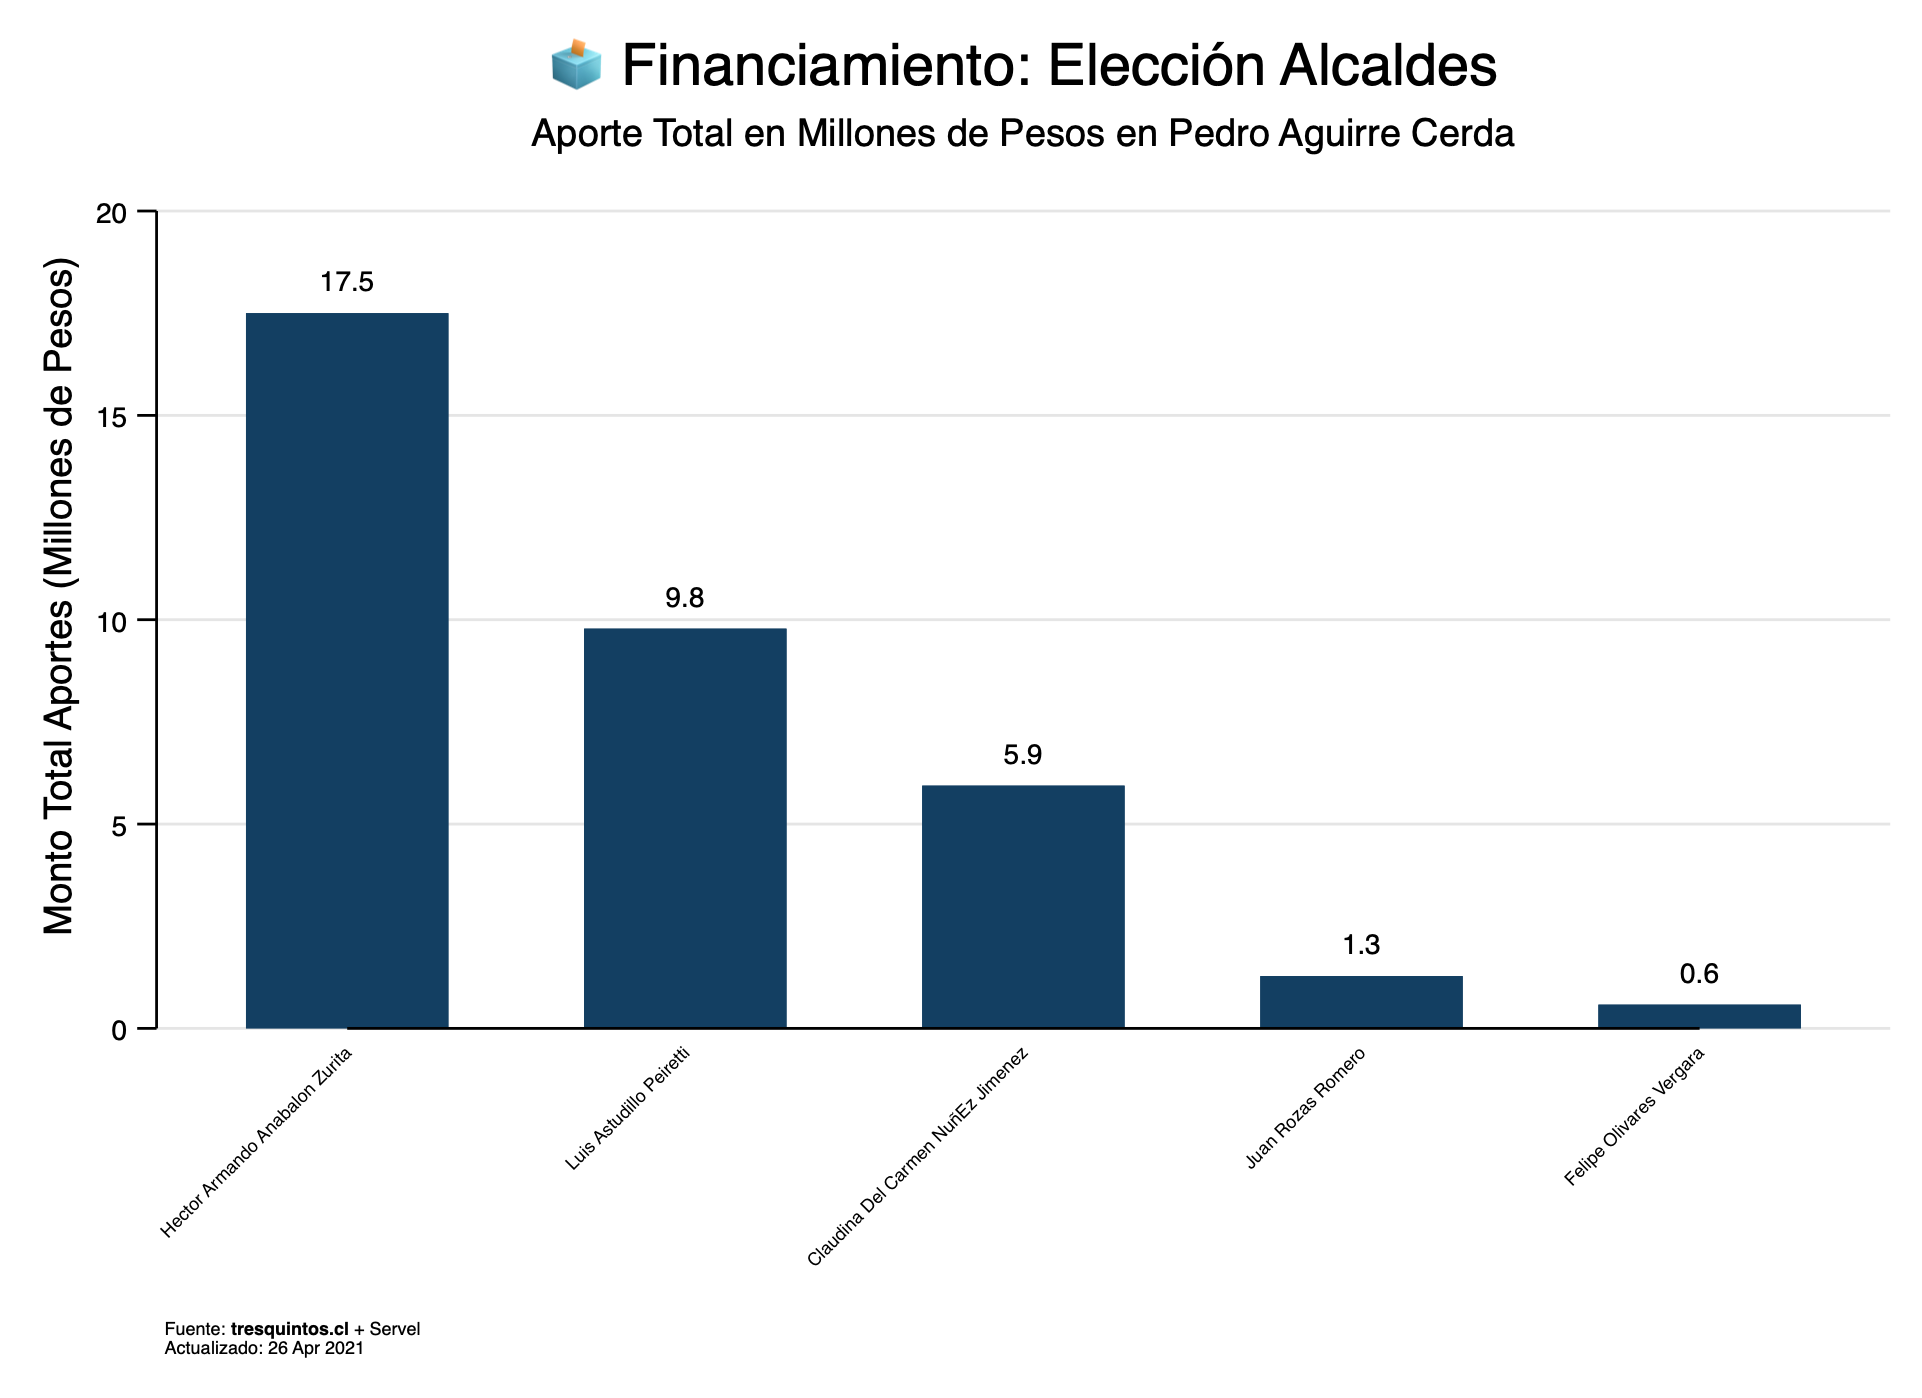 Financiamiento: Elección Alcaldes
Aporte Total en Millones de Pesos en Pedro Aguirre Cerda
Monto Total Aportes (Millones de Pesos)
20
15
10
5
0
17.5
9.8
5.9
1.3
0.6
Hector Armando Anabalon Zurita
Luis Astudillo Peiretti
Claudina Del Carmen NuñEz Jimenez
Juan Rozas Romero
Felipe Olivares Vergara
Fuente: tresquintos.cl + Servel
Actualizado: 26 Apr 2021